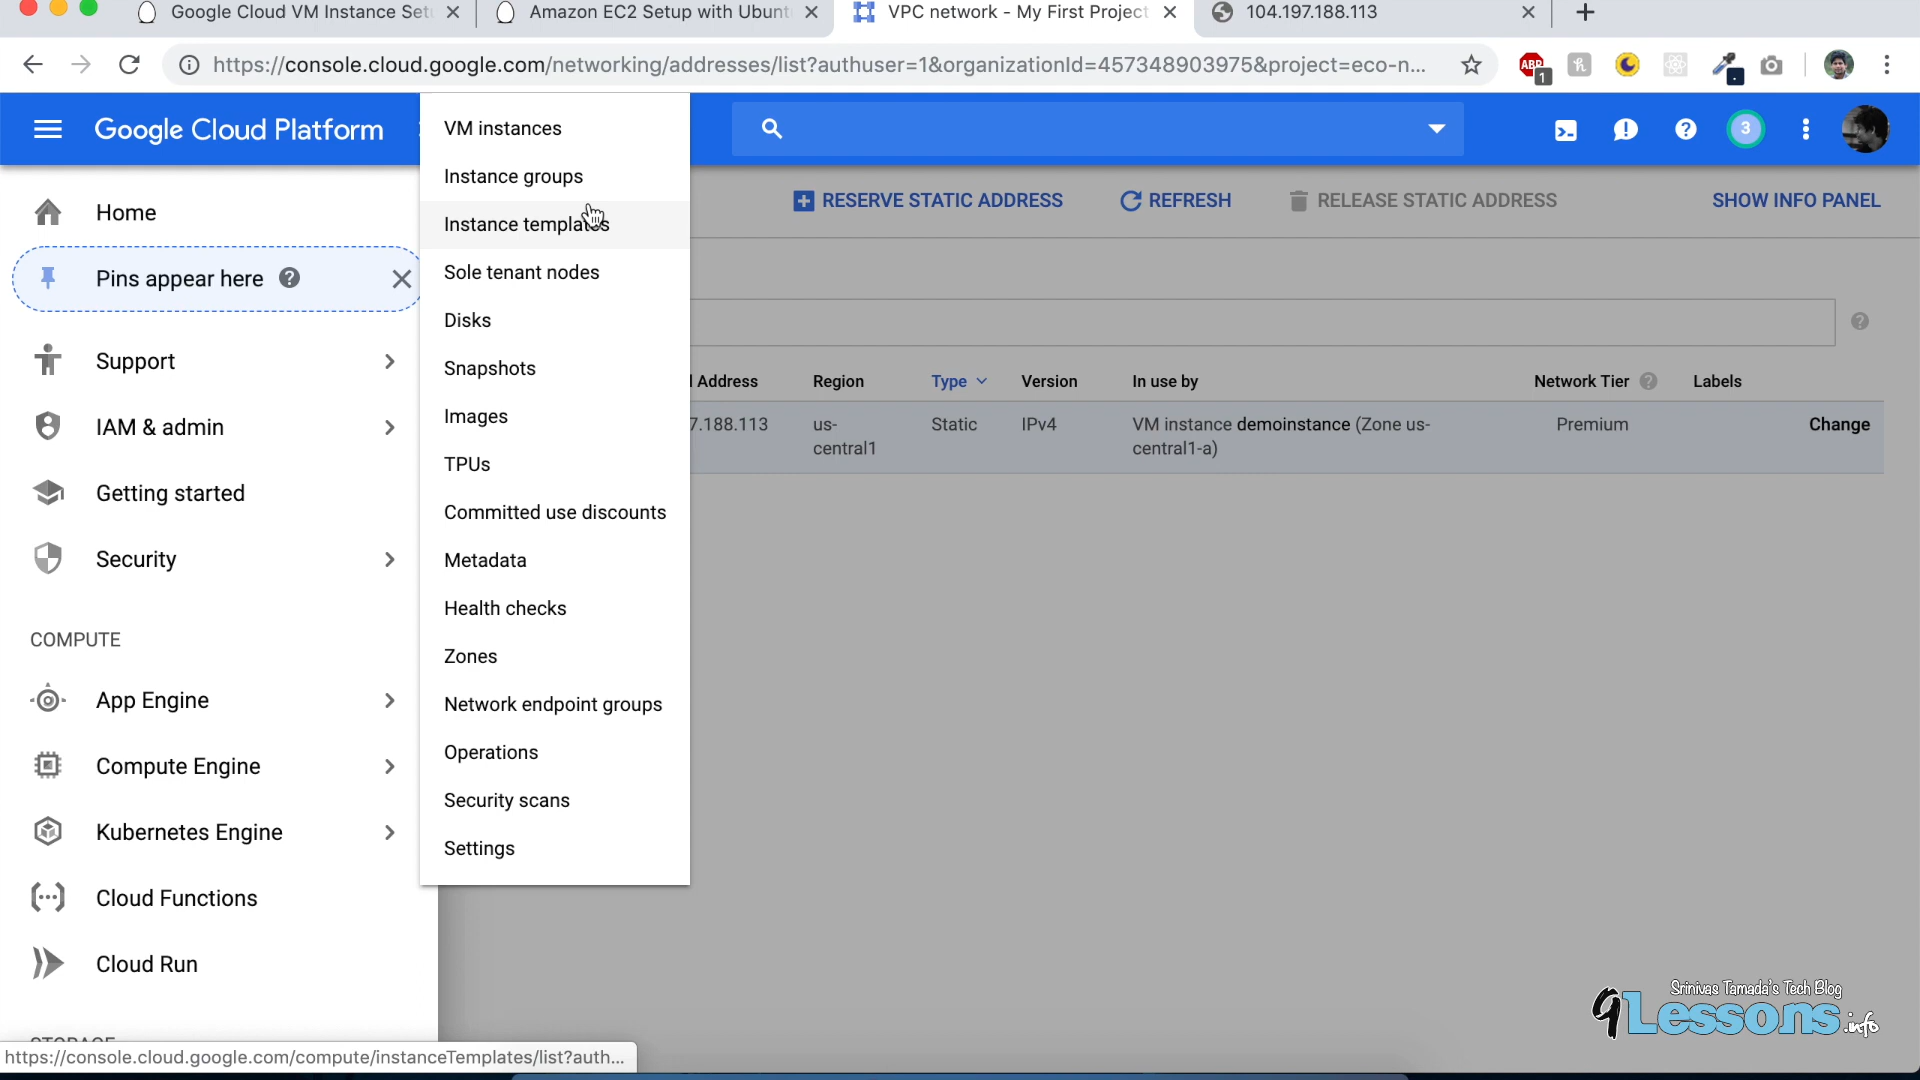 Google Cloud VM Instance Setu
Amazon EC2 Setup with Ubunt
VPC network - My First Project
104.197.188.113
https://console.cloud.google.com/networking/addresses/list?authuser=1&organizationId=457348903975&project=eco-n...
ABP
1
Google Cloud Platform
3
RESERVE STATIC ADDRESS
REFRESH
RELEASE STATIC ADDRESS
SHOW INFO PANEL
Home
Pins appear here
Support
IAM & admin
Getting started
Security
COMPUTE
App Engine
Compute Engine
Kubernetes Engine
Cloud Functions
Cloud Run
STORAGE
VM instances
Instance groups
Instance templates
Sole tenant nodes
Disks
Snapshots
Images
TPUs
Committed use discounts
Metadata
Health checks
Zones
Network endpoint groups
Operations
Security scans
Settings
l Address Region Type Version In use by Network Tier Labels
7.188.113 us- Static IPv4 VM instance demoinstance (Zone us- Premium Change
central1 central1-a)
https://console.cloud.google.com/compute/instanceTemplates/list?auth...
Srinivas Tamada's Tech Blog
9Lessons.info